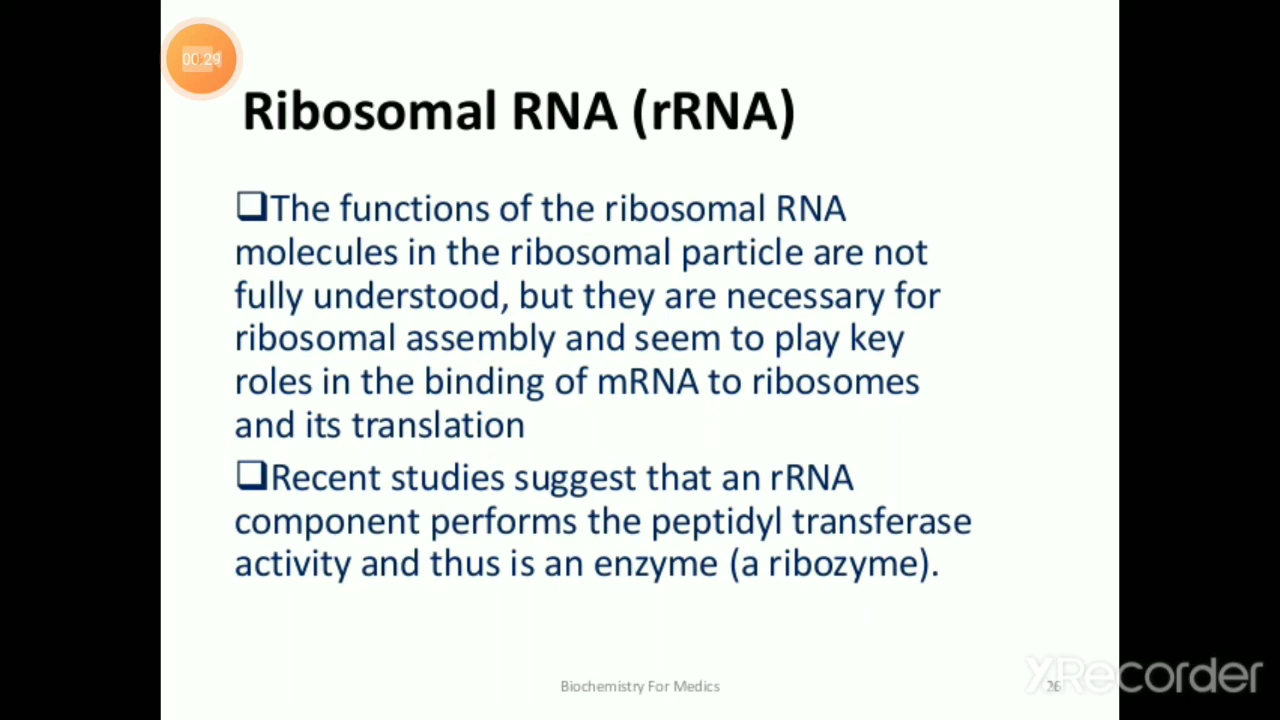 00:29
Ribosomal RNA (rRNA)
❑The functions of the ribosomal RNA
molecules in the ribosomal particle are not
fully understood, but they are necessary for
ribosomal assembly and seem to play key
roles in the binding of mRNA to ribosomes
and its translation
❑Recent studies suggest that an rRNA
component performs the peptidyl transferase
activity and thus is an enzyme (a ribozyme).
Biochemistry For Medics
26
XRecorder